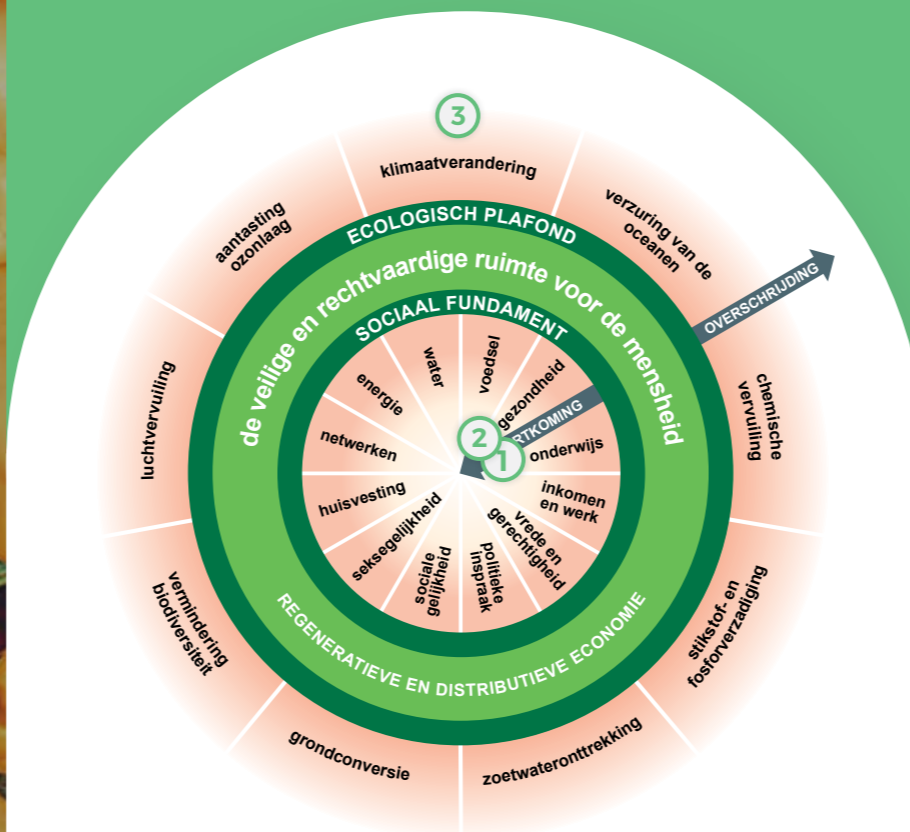 3
klimaatverandering
verzuring van de
oceanen
aantasting
ozonlaag
ECOLOGISCH PLAFOND
de veilige en rechtvaardige ruimte voor de mensheid
SOCIAAL FUNDAMENT
OVERSCHRIJDING
luchtvervuiling
chemische
vervuiling
water
voedsel
energie
gezondheid
netwerken
2
RTKOMING
1
onderwijs
huisvesting
inkomen
en werk
seksegelijkheid
vrede en
gerechtigheid
sociale
gelijkheid
politieke
inspraak
REGENERATIEVE EN DISTRIBUTIEVE ECONOMIE
vermindering
biodiversiteit
stikstof- en
fosforverzadiging
grondconversie
zoetwateronttrekking